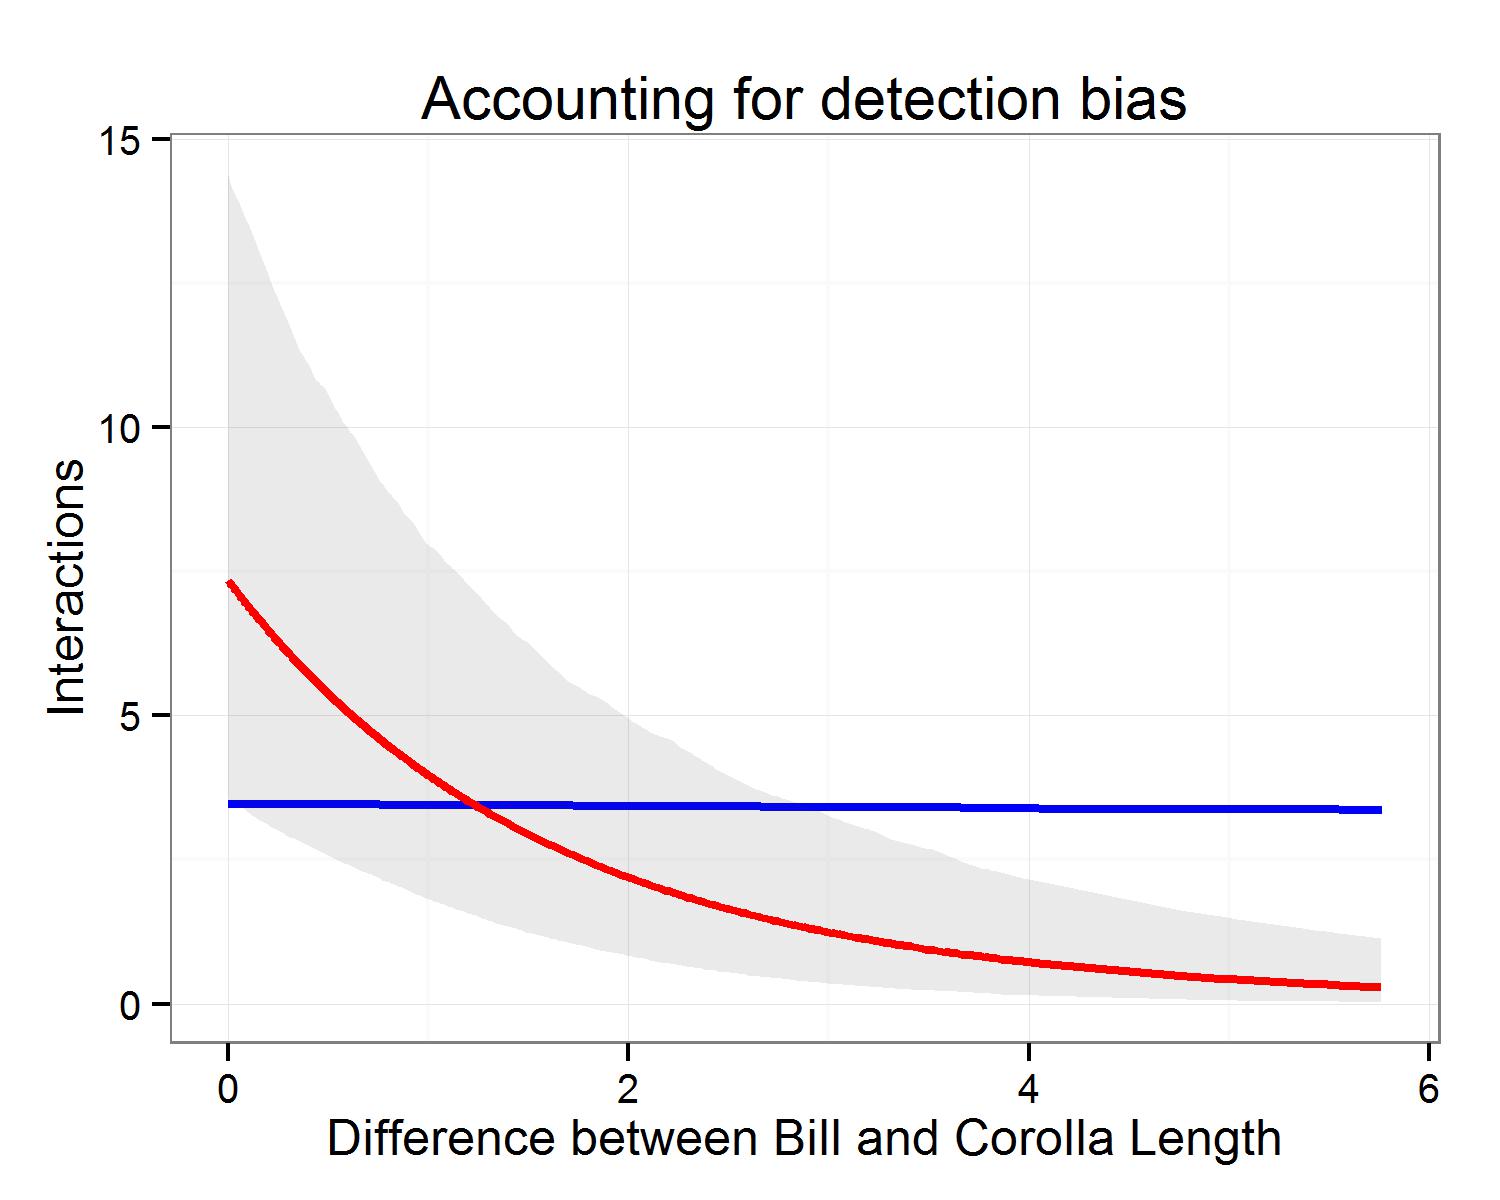 Accounting for detection bias
15
10
5
0
Interactions
0 2 4 6
Difference between Bill and Corolla Length